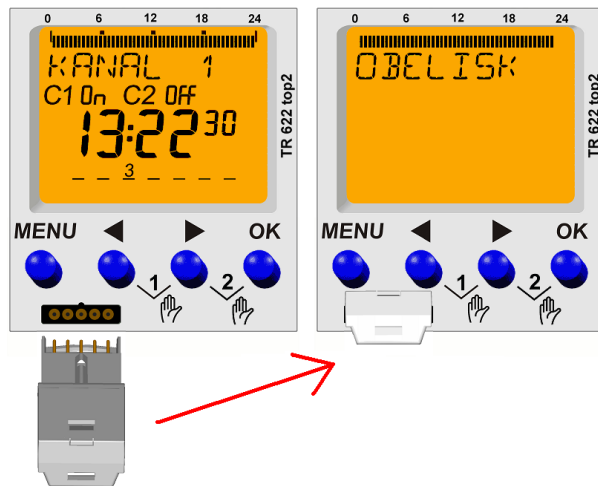 0 6 12 18 24
KANAL 1
C1 On C2 Off
13:22 30
3
TR 622 top2
MENU OK
1 2
0 6 12 18 24
OBELISK
TR 622 top2
MENU OK
1 2